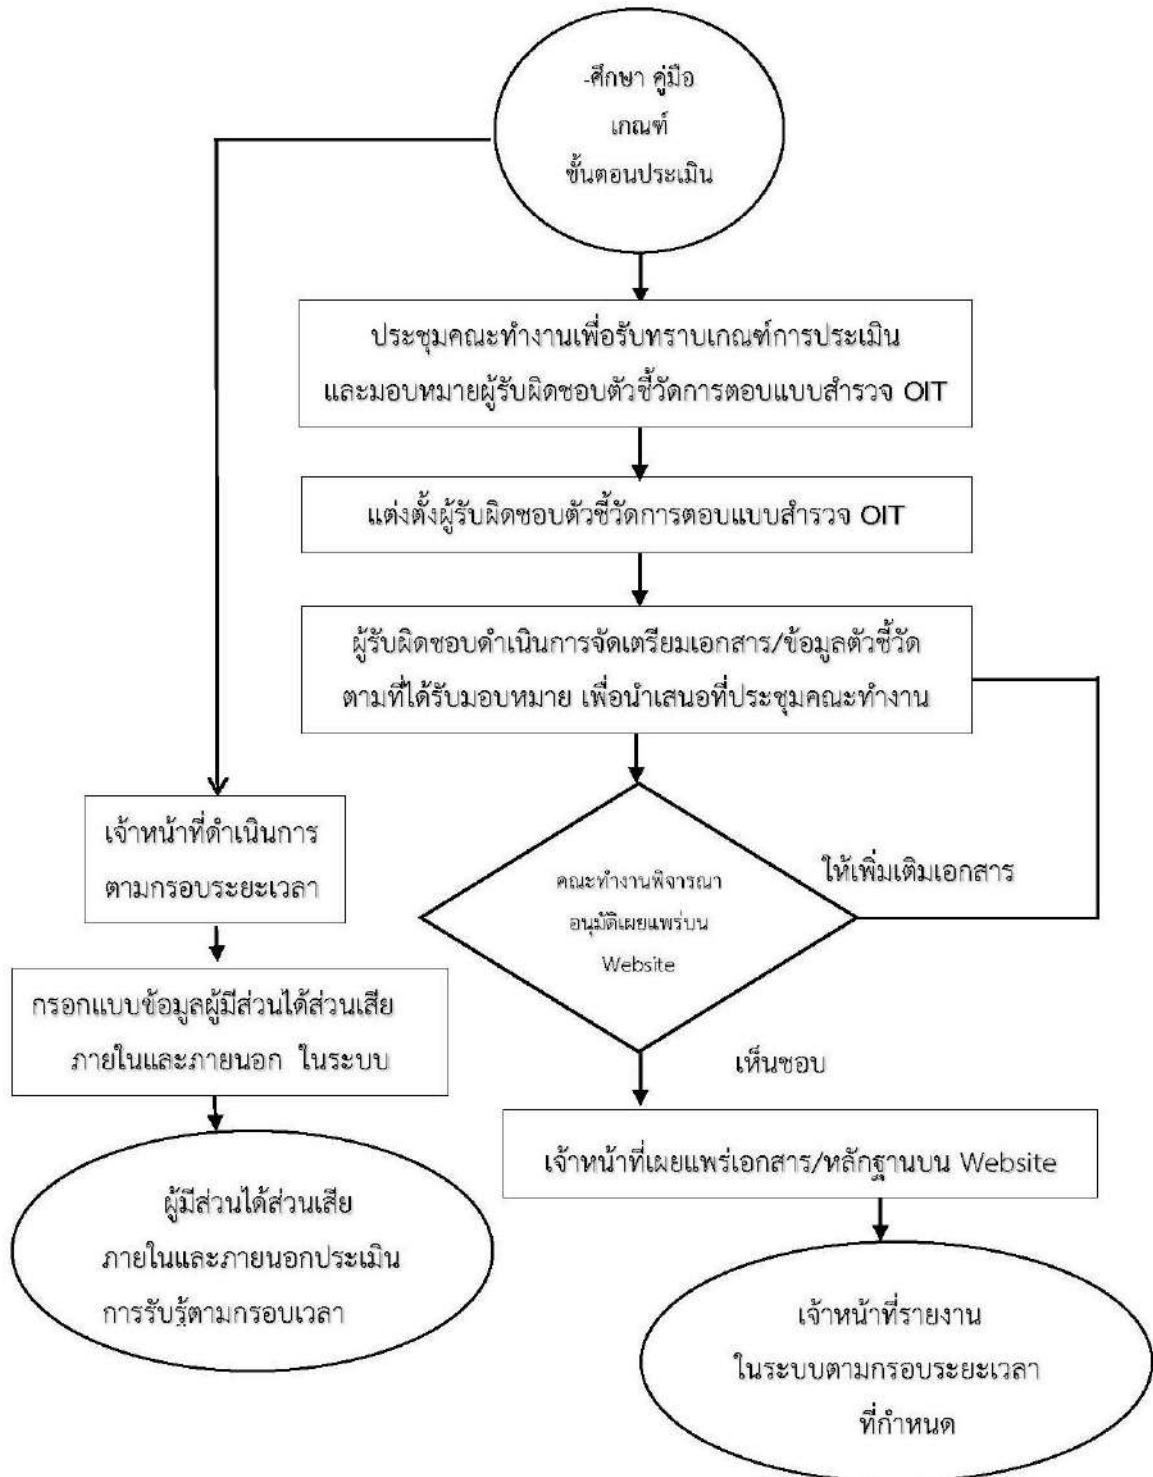 -ศึกษา คู่มือ
เกณฑ์
ขั้นตอนประเมิน
ประชุมคณะทำงานเพื่อรับทราบเกณฑ์การประเมิน
และมอบหมายผู้รับผิดชอบตัวชี้วัดการตอบแบบสำรวจ OIT
แต่งตั้งผู้รับผิดชอบตัวชี้วัดการตอบแบบสำรวจ OIT
ผู้รับผิดชอบดำเนินการจัดเตรียมเอกสาร/ข้อมูลตัวชี้วัด
ตามที่ได้รับมอบหมาย เพื่อนำเสนอที่ประชุมคณะทำงาน
คณะทำงานพิจารณา
อนุมัติเผยแพร่บน
Website
ให้เพิ่มเติมเอกสาร
เห็นชอบ
เจ้าหน้าที่เผยแพร่เอกสาร/หลักฐานบน Website
เจ้าหน้าที่รายงาน
ในระบบตามกรอบระยะเวลา
ที่กำหนด
เจ้าหน้าที่ดำเนินการ
ตามกรอบระยะเวลา
กรอกแบบข้อมูลผู้มีส่วนได้ส่วนเสีย
ภายในและภายนอก ในระบบ
ผู้มีส่วนได้ส่วนเสีย
ภายในและภายนอกประเมิน
การรับรู้ตามกรอบเวลา